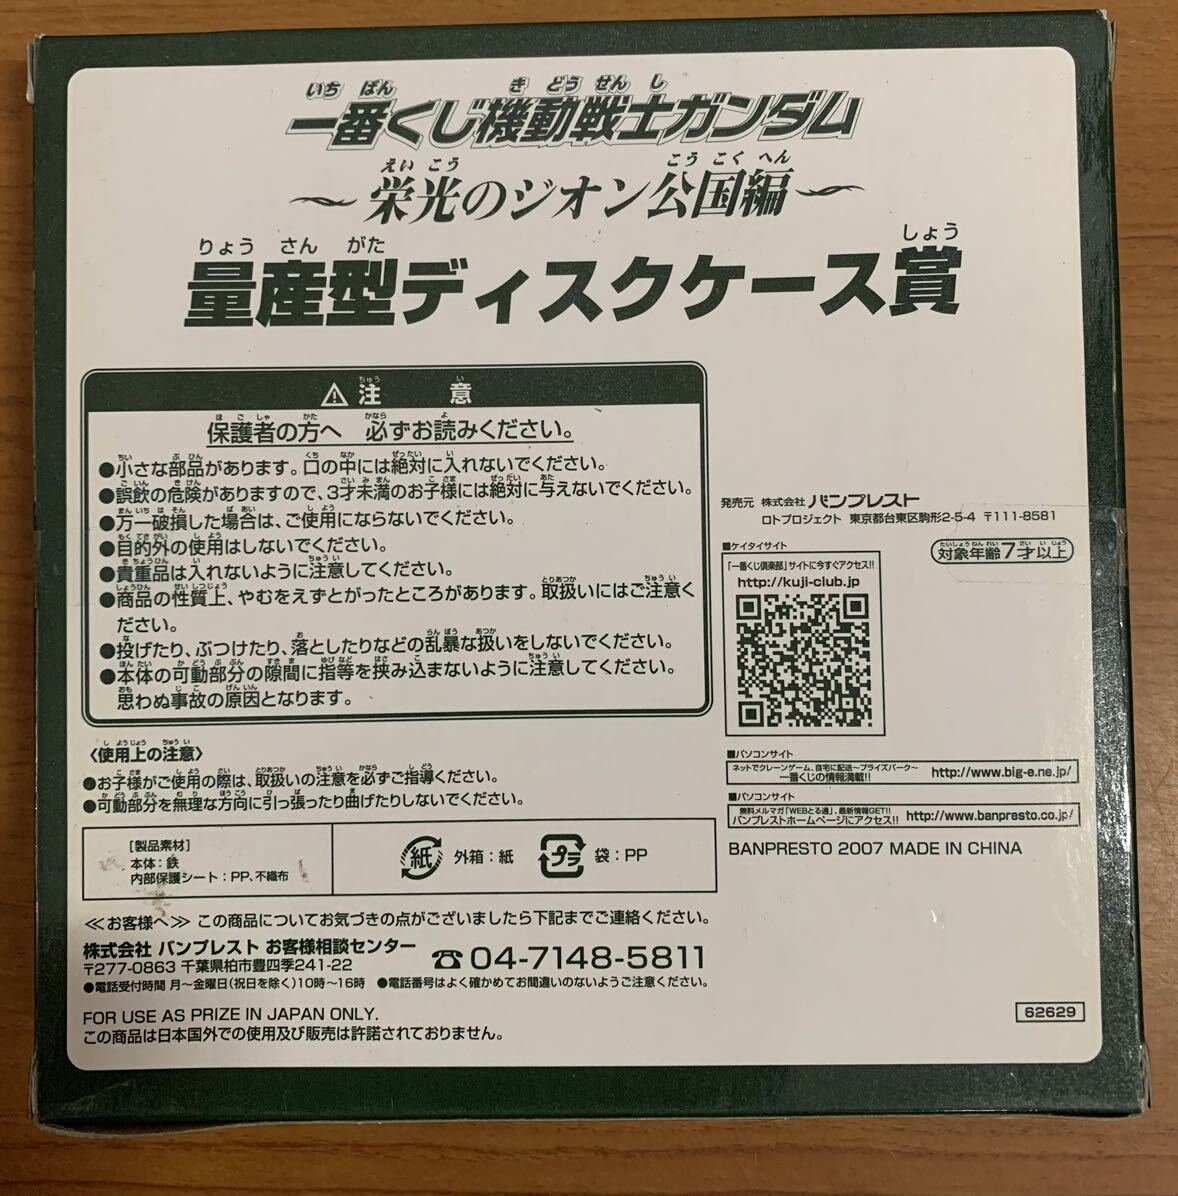 一番くじ機動戦士ガンダム
～栄光のジオン公国編～
量産型ディスクケース賞
⚠注意
保護者の方へ 必ずお読みください。
●小さな部品があります。口の中には絶対に入れないでください。
●誤飲の危険がありますので、3才未満のお子様には絶対に与えないでください。
●万一破損した場合は、ご使用にならないでください。
●目的外の使用はしないでください。
●貴重品は入れないように注意してください。
●商品の性質上、やむをえずとがったところがあります。取扱いにはご注意く
ださい。
●投げたり、ぶつけたり、落としたりなどの乱暴な扱いをしないでください。
●本体の可動部分の隙間に指等を挟み込まないように注意してください。
思わぬ事故の原因となります。
〈使用上の注意〉
●お子様がご使用の際は、取扱いの注意を必ずご指導ください。
●可動部分を無理な方向に引っ張ったり曲げたりしないでください。
[製品素材]
本体：鉄
内部保護シート：PP、不織布
紙 外箱：紙
プラ 袋：PP
≪お客様へ≫ この商品についてお気づきの点がございましたら下記までご連絡ください。
株式会社 バンプレスト お客様相談センター
〒277-0863 千葉県柏市豊四季241-22
☎04-7148-5811
●電話受付時間 月～金曜日(祝日を除く)10時～16時 ●電話番号はよく確かめてお間違いのないようご注意ください。
FOR USE AS PRIZE IN JAPAN ONLY.
この商品は日本国外での使用及び販売は許諾されておりません。
発売元 株式会社 バンプレスト
ロトプロジェクト 東京都台東区駒形2-5-4 〒111-8581
対象年齢7才以上
■ケイタイサイト
「一番くじ倶楽部」サイトに今すぐアクセス!!
http://kuji-club.jp
■パソコンサイト
ネットでクレーンゲーム、自宅に配送～プライズパーク～
一番くじの情報満載!!
http://www.big-e.ne.jp/
■パソコンサイト
無料メルマガ「WEBとる通」、最新情報GET!!
バンプレストホームページにアクセス!!
http://www.banpresto.co.jp/
BANPRESTO 2007 MADE IN CHINA
62629